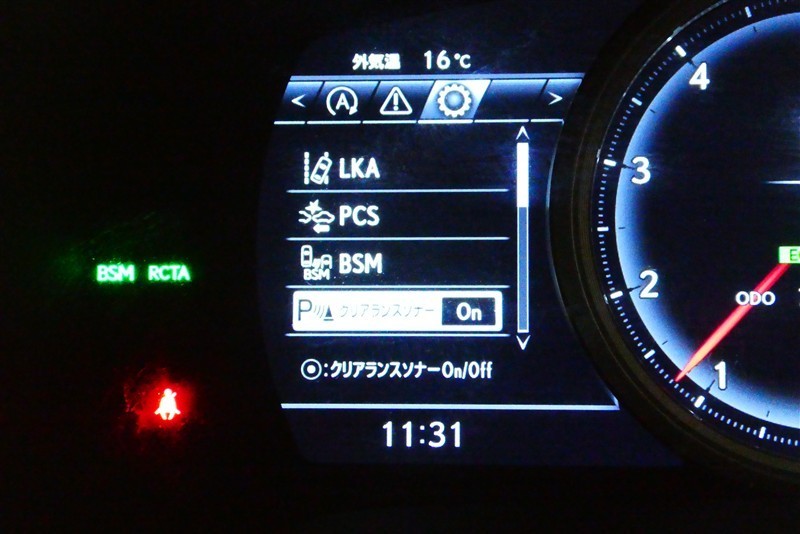 外気温 16℃
A
LKA
PCS
BSM
BSM
P クリアランスソナー On
:クリアランスソナーOn/Off
11:31
BSM RCTA
4
3
2
1
ODO